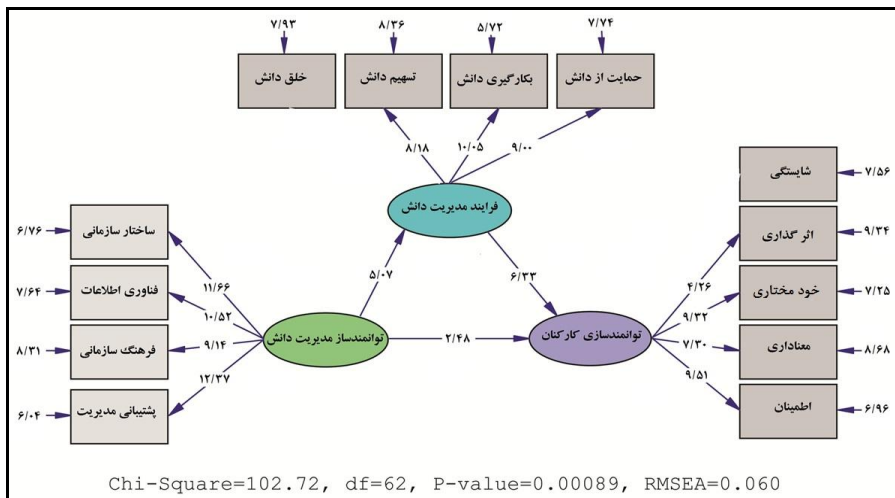 ۷/۹۳ ۸/۳۶ ۵/۷۲ ۷/۷۴
خلق دانش تسهیم دانش بکارگیری دانش حمایت از دانش
۸/۱۸ ۱۰/۰۵ ۹/۰۰
شایستگی ۷/۵۶
فرایند مدیریت دانش
۶/۷۶ ساختار سازمانی
اثر گذاری ۹/۳۴
۱۱/۶۶
۵/۰۷ ۶/۳۳
۴/۲۶
۷/۶۴ فناوری اطلاعات
خود مختاری ۷/۲۵
۱۰/۵۲
۹/۳۲
توانمندساز مدیریت دانش ۲/۴۸ توانمندسازی کارکنان
۸/۳۱ فرهنگ سازمانی ۹/۱۴
۷/۳۰ معناداری ۸/۶۸
۱۲/۳۷
۹/۵۱
۶/۰۴ پشتیبانی مدیریت
اطمینان ۶/۹۶
Chi-Square=102.72, df=62, P-value=0.00089, RMSEA=0.060